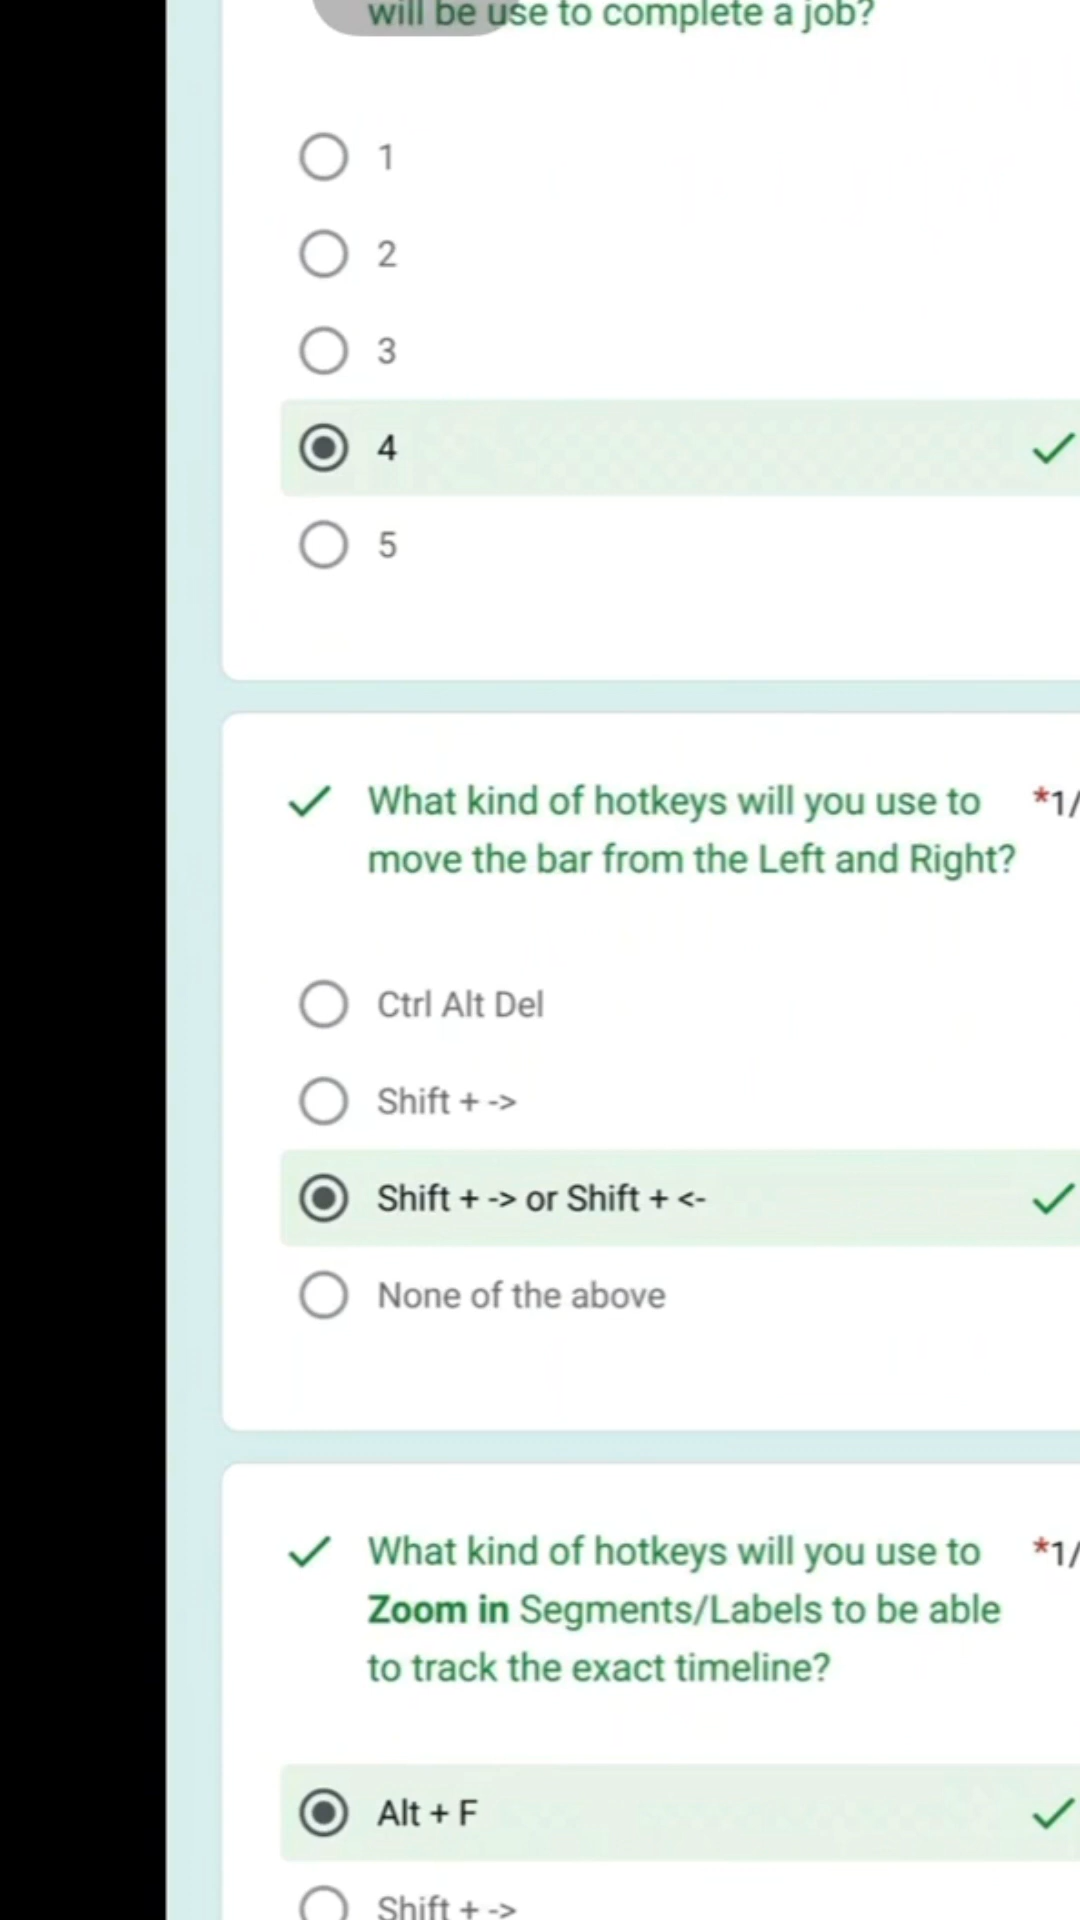 will be use to complete a job?
1
2
3
4
5
What kind of hotkeys will you use to
*1/
move the bar from the Left and Right?
Ctrl Alt Del
Shift + ->
Shift + -> or Shift + <-
None of the above
What kind of hotkeys will you use to
*1/
Zoom in Segments/Labels to be able
to track the exact timeline?
Alt + F
Shift + ->